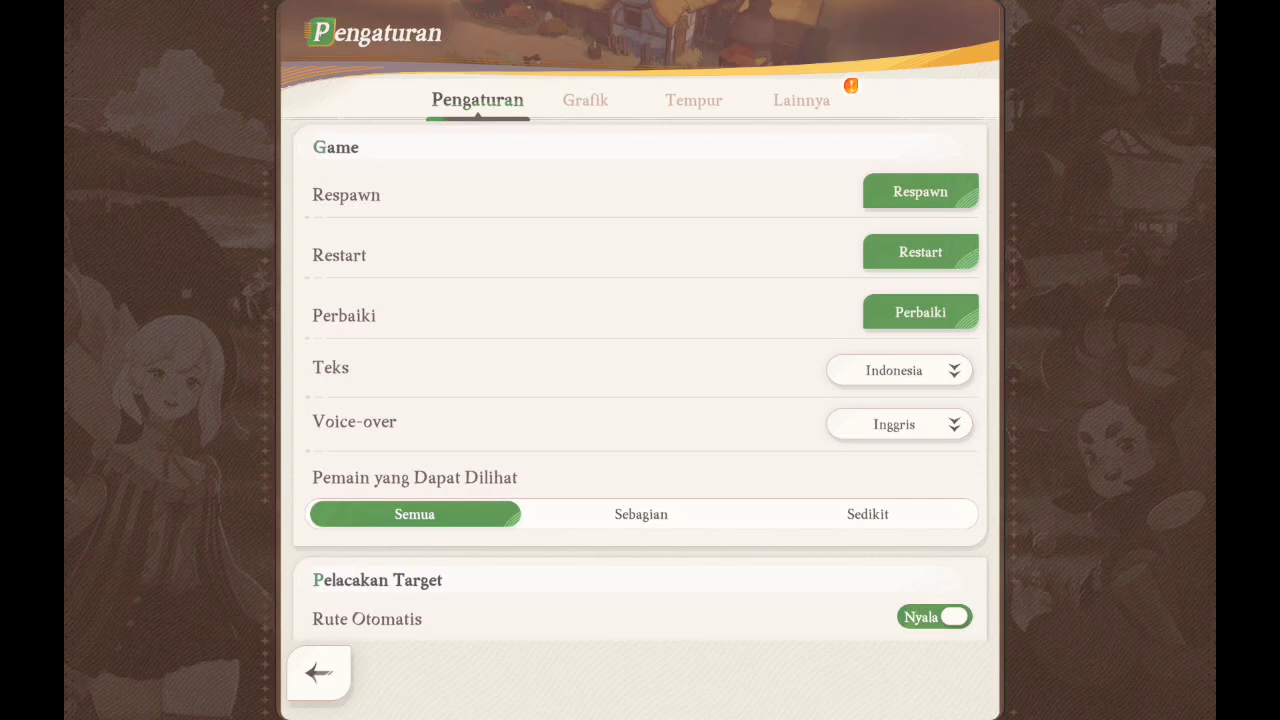 Pengaturan
Pengaturan Grafik Tempur Lainnya
Game
Respawn Respawn
Restart Restart
Perbaiki Perbaiki
Teks Indonesia
Voice-over Inggris
Pemain yang Dapat Dilihat
Semua Sebagian Sedikit
Pelacakan Target
Rute Otomatis Nyala